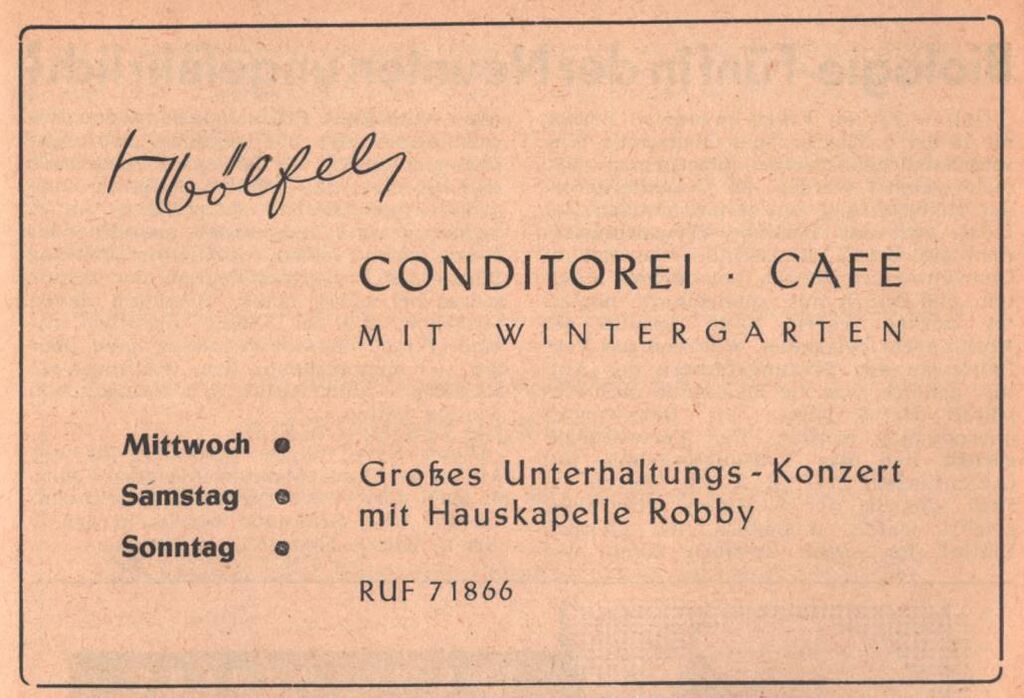 Wölfel
CONDITOREI · CAFE
MIT WINTERGARTEN
Mittwoch •
Samstag •
Sonntag •
Großes Unterhaltungs-Konzert
mit Hauskapelle Robby
RUF 71866